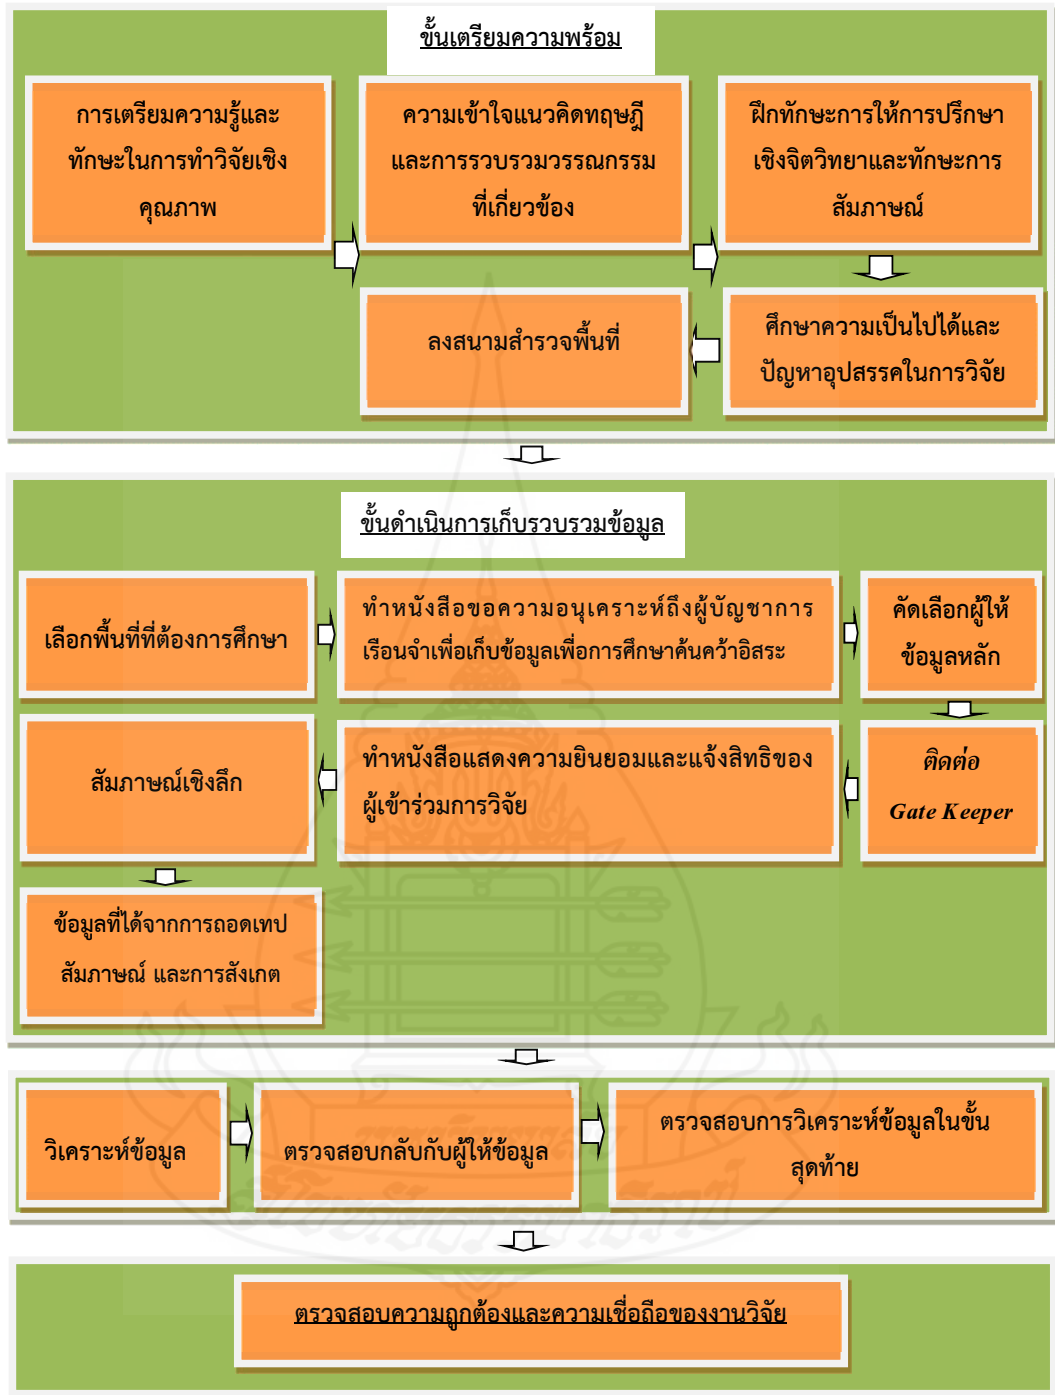 ขั้นเตรียมความพร้อม
การเตรียมความรู้และ
ทักษะในการทำวิจัยเชิง
คุณภาพ
ความเข้าใจแนวคิดทฤษฎี
และการรวบรวมวรรณกรรม
ที่เกี่ยวข้อง
ฝึกทักษะการให้การปรึกษา
เชิงจิตวิทยาและทักษะการ
สัมภาษณ์
ศึกษาความเป็นไปได้และ
ปัญหาอุปสรรคในการวิจัย
ลงสนามสำรวจพื้นที่
ขั้นดำเนินการเก็บรวบรวมข้อมูล
เลือกพื้นที่ที่ต้องการศึกษา
ทำหนังสือขอความอนุเคราะห์ถึงผู้บัญชาการ
เรือนจำเพื่อเก็บข้อมูลเพื่อการศึกษาค้นคว้าอิสระ
คัดเลือกผู้ให้
ข้อมูลหลัก
ติดต่อ
Gate Keeper
ทำหนังสือแสดงความยินยอมและแจ้งสิทธิของ
ผู้เข้าร่วมการวิจัย
สัมภาษณ์เชิงลึก
ข้อมูลที่ได้จากการถอดเทป
สัมภาษณ์ และการสังเกต
วิเคราะห์ข้อมูล
ตรวจสอบกลับกับผู้ให้ข้อมูล
ตรวจสอบการวิเคราะห์ข้อมูลในขั้น
สุดท้าย
ตรวจสอบความถูกต้องและความเชื่อถือของงานวิจัย